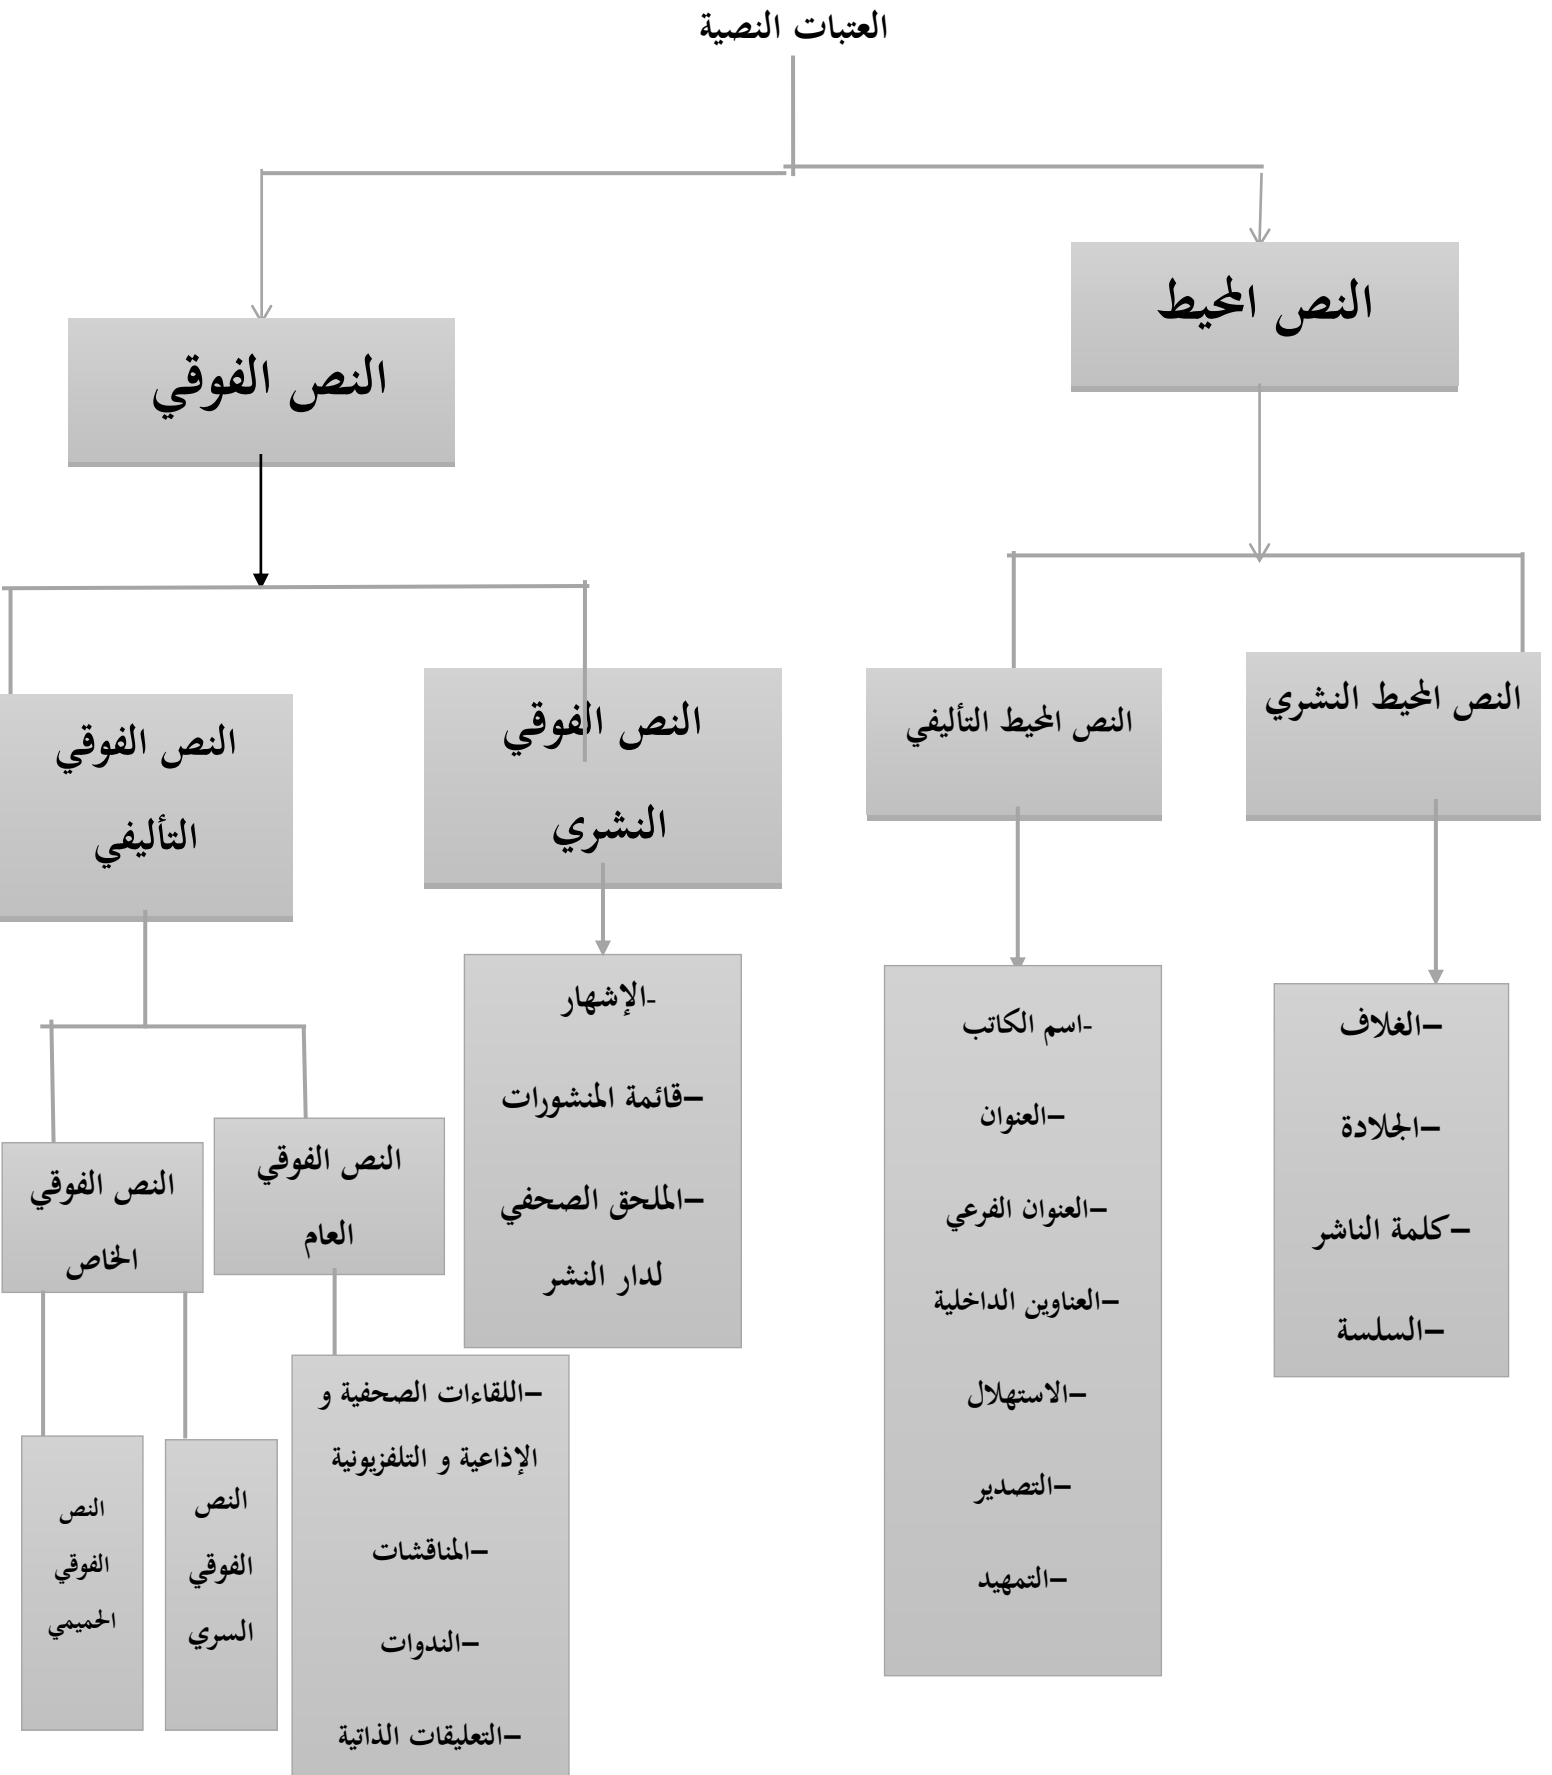 العتبات النصية
النص المحيط
النص الفوقي
النص المحيط النشري
النص المحيط التأليفي
النص الفوقي
النشري
النص الفوقي
التأليفي
–الغلاف
–الجلادة
–كلمة الناشر
–السلسة
-اسم الكاتب
–العنوان
–العنوان الفرعي
–العناوين الداخلية
–الاستهلال
–التصدير
–التمهيد
-الإشهار
–قائمة المنشورات
–الملحق الصحفي
لدار النشر
النص الفوقي
العام
النص الفوقي
الخاص
–اللقاءات الصحفية و
الإذاعية و التلفزيونية
–المناقشات
–الندوات
–التعليقات الذاتية
النص
الفوقي
السري
النص
الفوقي
الحميمي